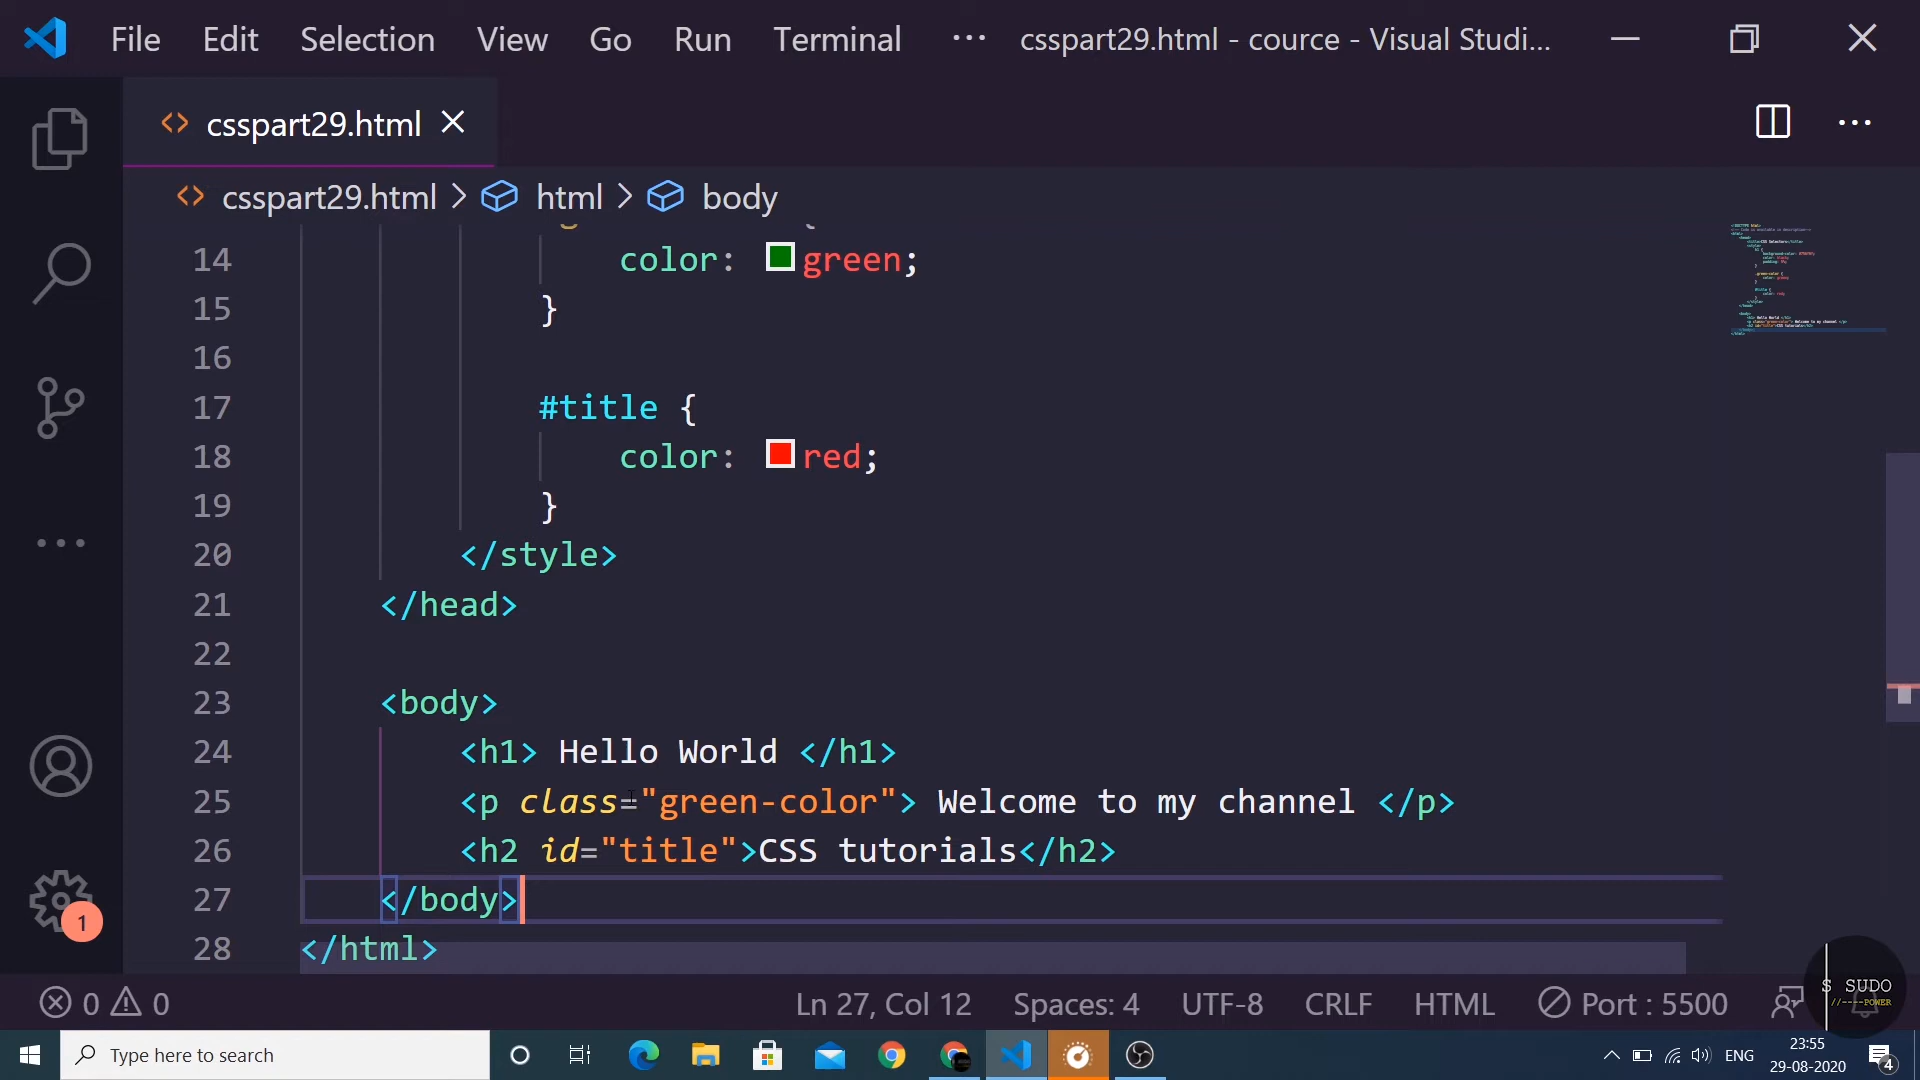 File Edit Selection View Go Run Terminal ··· csspart29.html - cource - Visual Studi...
csspart29.html
csspart29.html > html > body
14 color: green;
15 }
16
17 #title {
18 color: red;
19 }
20 </style>
21 </head>
22
23 <body>
24 <h1> Hello World </h1>
25 <p class="green-color"> Welcome to my channel </p>
26 <h2 id="title">CSS tutorials</h2>
27 </body>
28 </html>
1
0 0 Ln 27, Col 12 Spaces: 4 UTF-8 CRLF HTML Port : 5500
S SUDO
//----POWER
Type here to search
ENG
23:55
29-08-2020
4